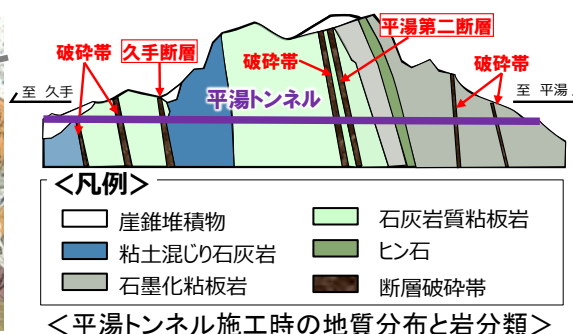 破砕帯 久手断層
破砕帯
平湯第二断層
破砕帯
至 久手
至 平湯
平湯トンネル
<凡例>
崖錐堆積物
石灰岩質粘板岩
粘土混じり石灰岩
ヒン石
石墨化粘板岩
断層破砕帯
<平湯トンネル施工時の地質分布と岩分類>